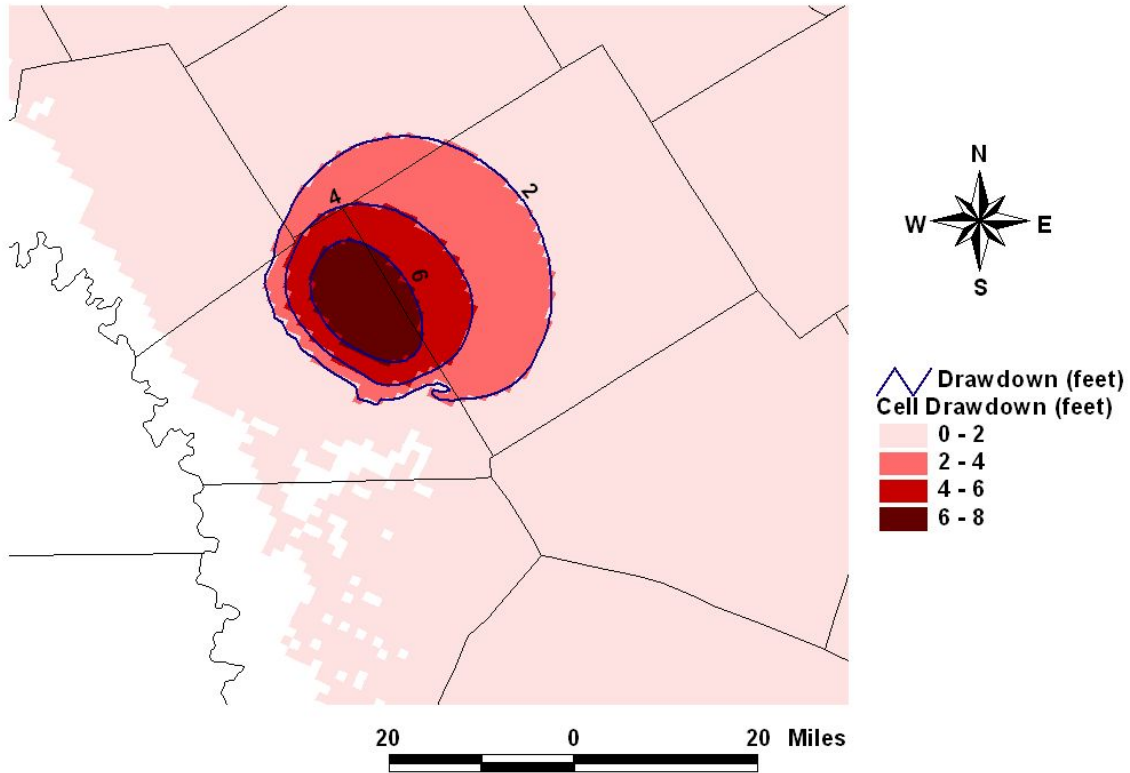 4
2
6
N
W E
S
Drawdown (feet)
Cell Drawdown (feet)
0 - 2
2 - 4
4 - 6
6 - 8
20 0 20 Miles